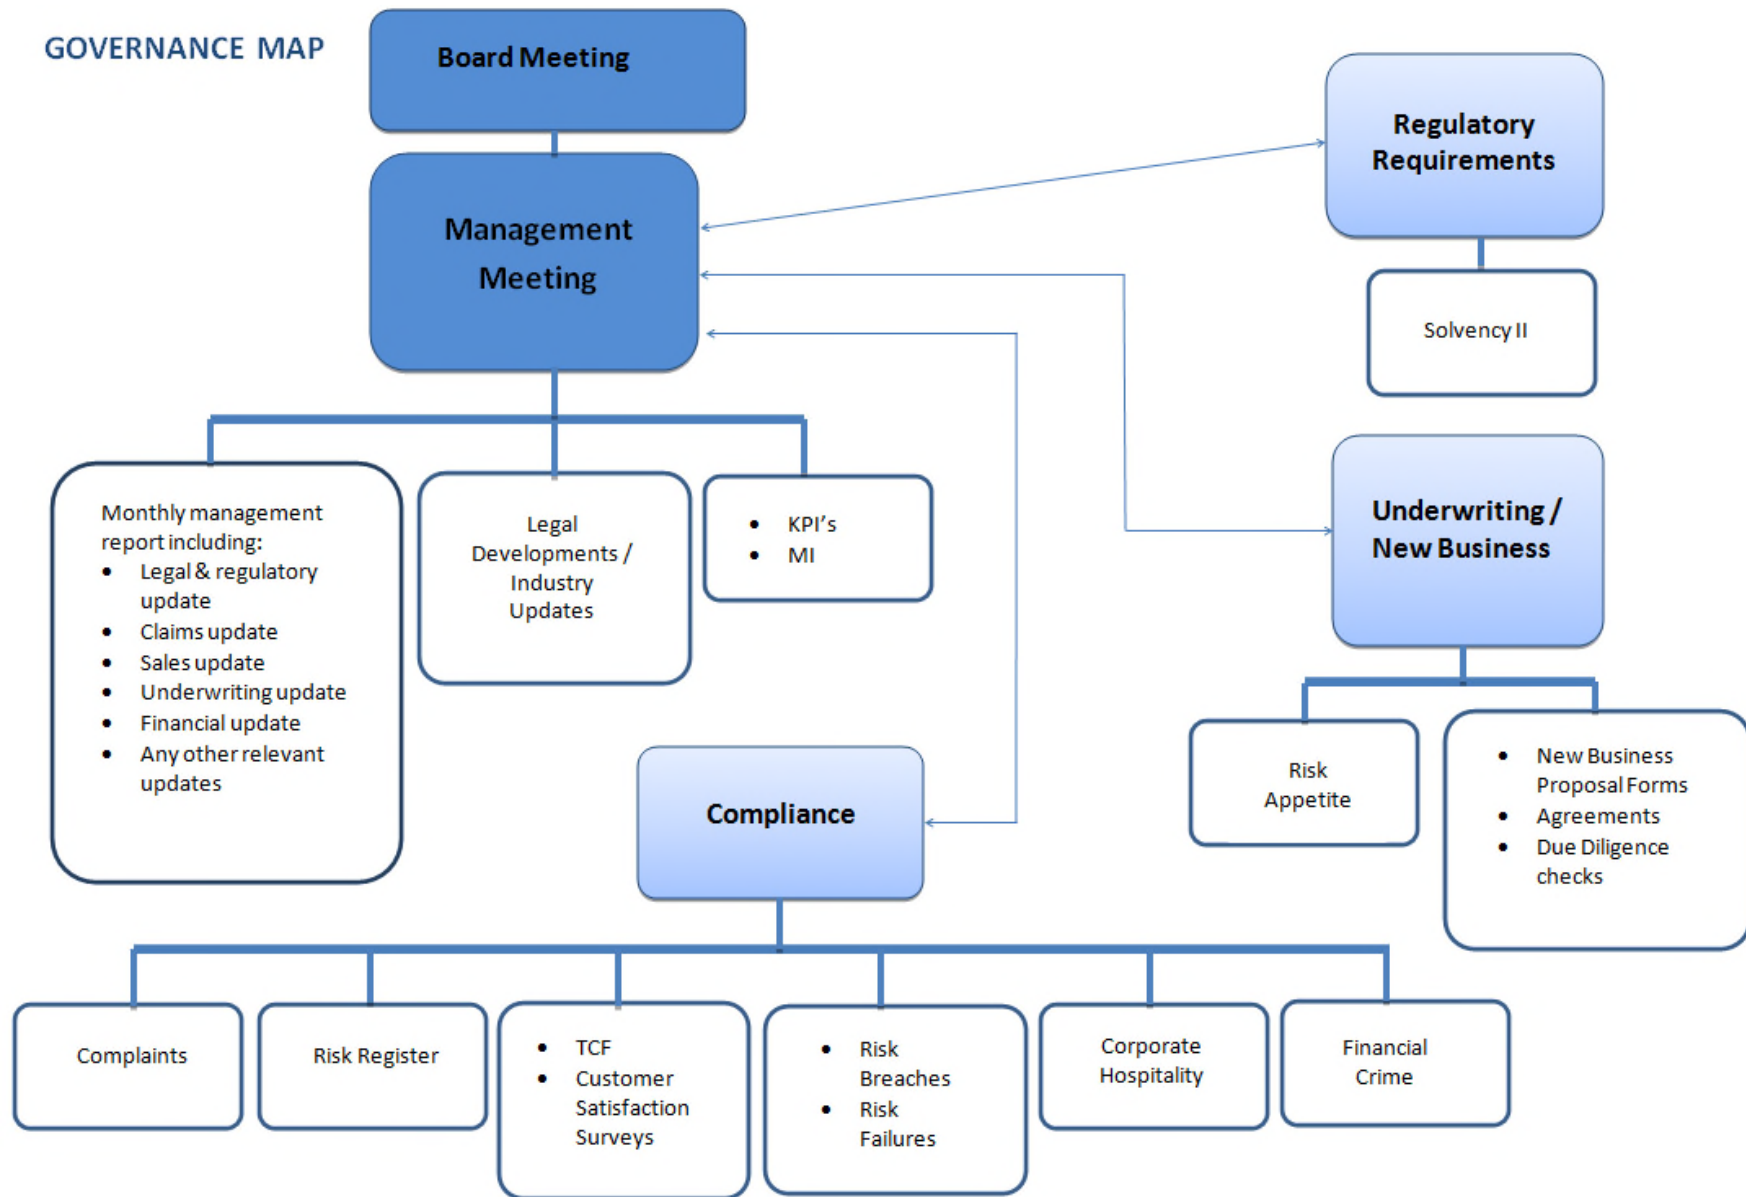 GOVERNANCE MAP
Board Meeting
Management
Meeting
Regulatory
Requirements
Solvency II
Monthly management
report including:
• Legal & regulatory
update
• Claims update
• Sales update
• Underwriting update
• Financial update
• Any other relevant
updates
Legal
Developments /
Industry
Updates
• KPI's
• MI
Underwriting /
New Business
Risk
Appetite
• New Business
Proposal Forms
• Agreements
• Due Diligence
checks
Compliance
Complaints
Risk Register
• TCF
• Customer
Satisfaction
Surveys
• Risk
Breaches
• Risk
Failures
Corporate
Hospitality
Financial
Crime